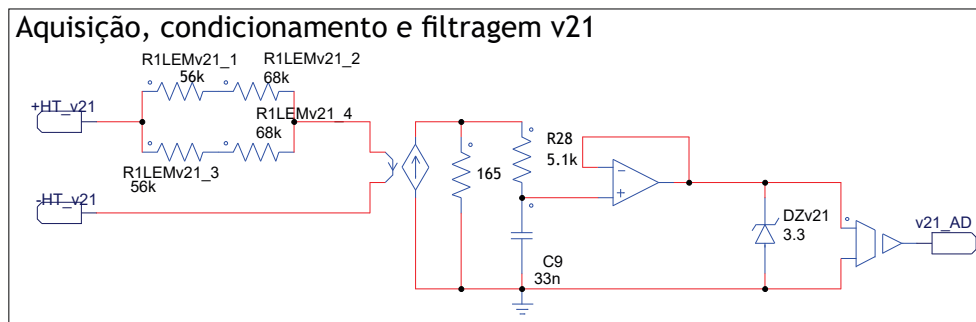 Aquisição, condicionamento e filtragem v21
R1LEMv21_1
56k
R1LEMv21_2
68k
+HT_v21
R1LEMv21_4
68k
R1LEMv21_3
56k
-HT_v21
165
R28
5.1k
C9
33n
DZv21
3.3
v21_AD